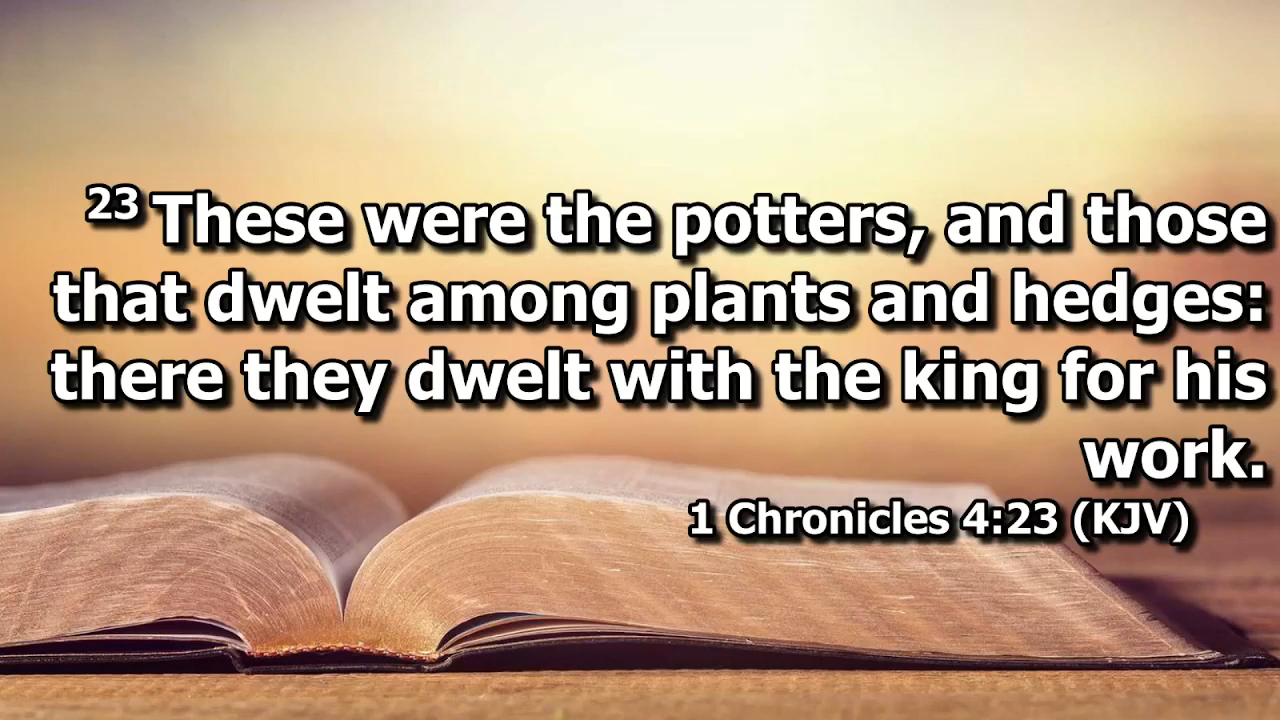 23 These were the potters, and those
that dwelt among plants and hedges:
there they dwelt with the king for his
work.
1 Chronicles 4:23 (KJV)